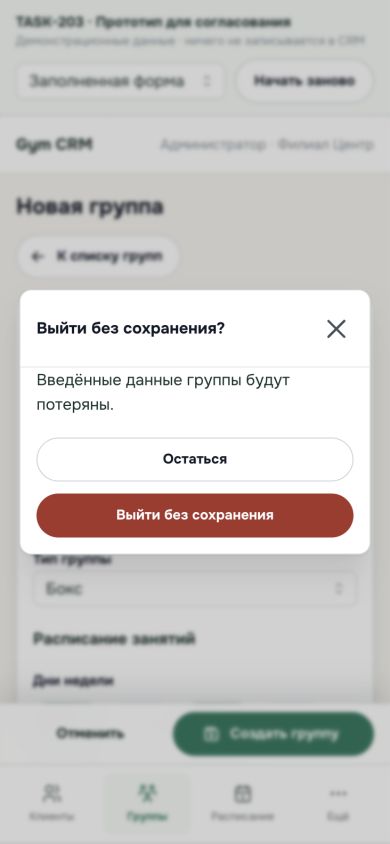 TASK-203 · Прототип для согласования
Демонстрационные данные · ничего не записывается в CRM
Заполненная форма
Начать заново
Gym CRM
Администратор · Филиал Центр
Новая группа
← К списку групп
Выйти без сохранения?
Введённые данные группы будут
потеряны.
Остаться
Выйти без сохранения
Тип группы
Бокс
Расписание занятий
Дни недели
Отменить
Создать группу
Клиенты
Группы
Расписание
Ещё